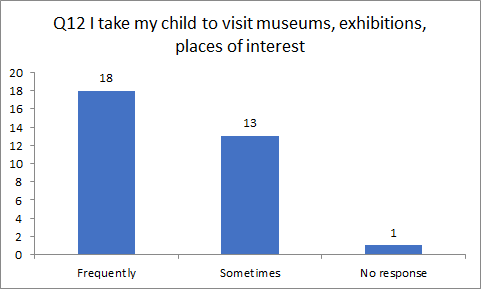 Q12 I take my child to visit museums, exhibitions,
places of interest
20
18
16
14
12
10
8
6
4
2
0
18
13
1
Frequently
Sometimes
No response